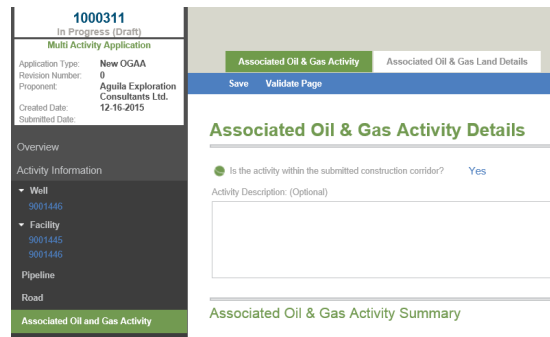 1000311
In Progress (Draft)
Multi Activity Application
Application Type: New OGAA
Revision Number: 0
Proponent: Aguila Exploration
Consultants Ltd.
Created Date: 12-16-2015
Submitted Date:
Overview
Activity Information
Well
9001446
Facility
9001445
9001446
Pipeline
Road
Associated Oil and Gas Activity
Associated Oil & Gas Activity Associated Oil & Gas Land Details
Save Validate Page
Associated Oil & Gas Activity Details
Is the activity within the submitted construction corridor? Yes
Activity Description: (Optional)
Associated Oil & Gas Activity Summary